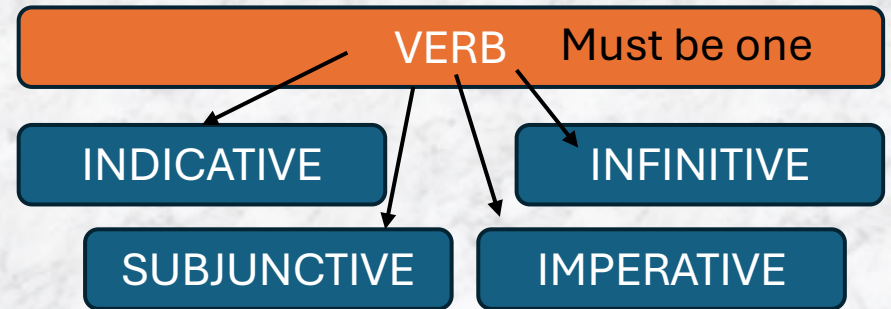 VERB Must be one
INDICATIVE INFINITIVE
SUBJUNCTIVE IMPERATIVE